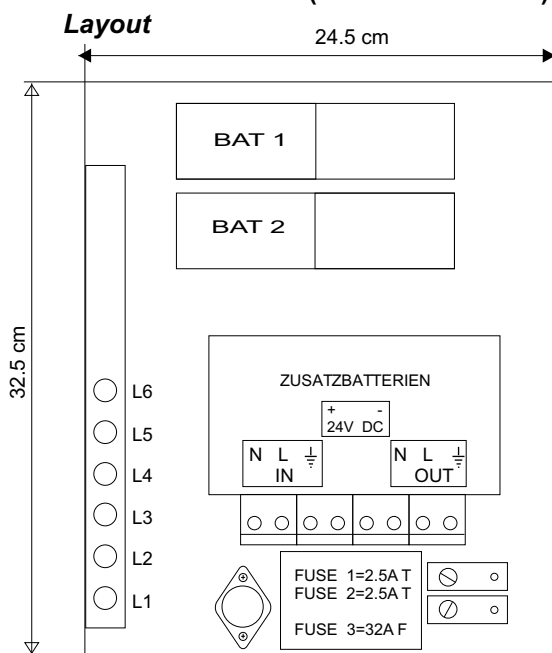 Layout
24.5 cm
32.5 cm
BAT 1
BAT 2
ZUSATZBATTERIEN
+ -
24V DC
N L ⏚
IN
N L ⏚
OUT
L6
L5
L4
L3
L2
L1
FUSE 1=2.5A T
FUSE 2=2.5A T
FUSE 3=32A F